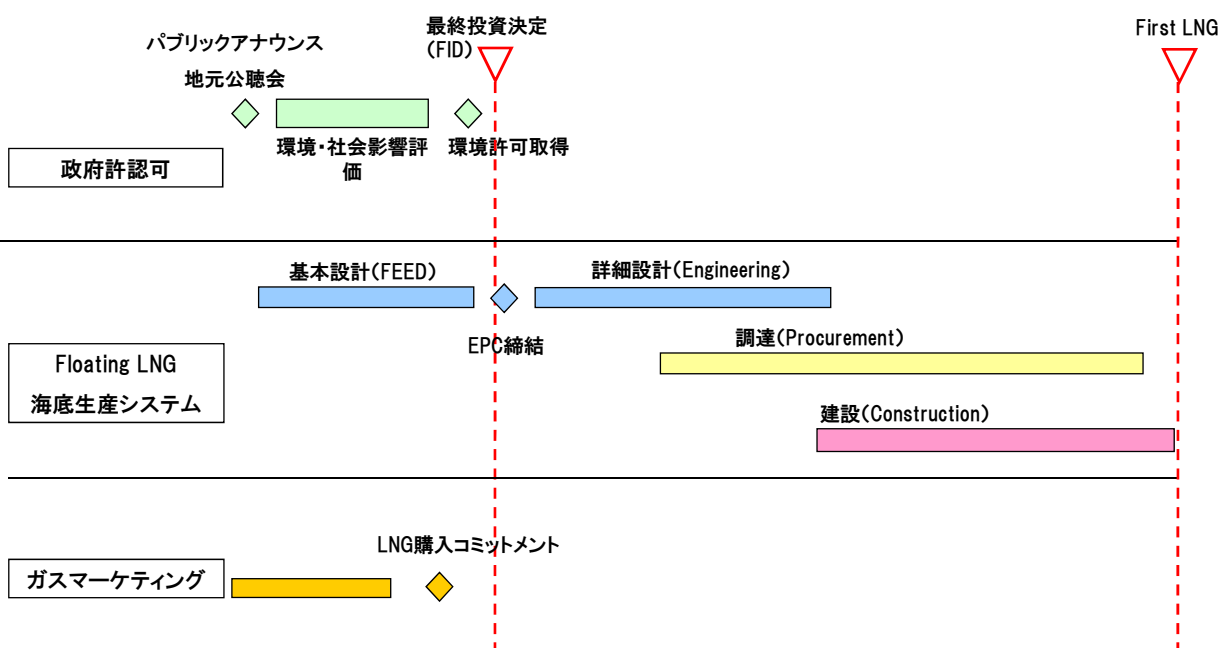 最終投資決定
(FID)
First LNG
パブリックアナウンス
地元公聴会
環境・社会影響評
価
環境許可取得
政府許認可
基本設計(FEED)
詳細設計(Engineering)
EPC締結
調達(Procurement)
Floating LNG
海底生産システム
建設(Construction)
LNG購入コミットメント
ガスマーケティング